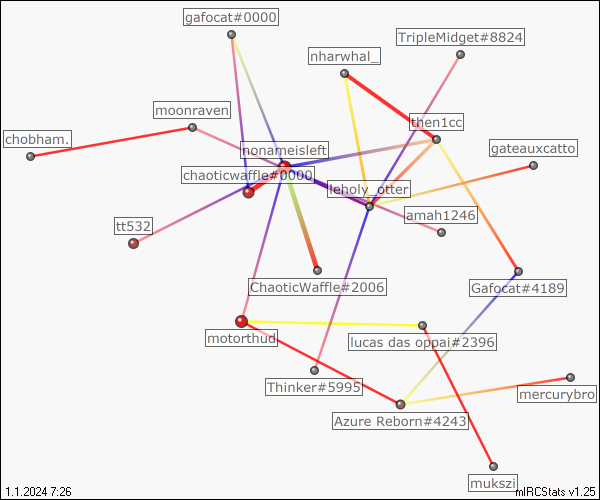 gafocat#0000
TripleMidget#8824
nharwhal_
moonraven
then1cc
chobham.
nonameisleft
gateauxcatto
chaoticwaffle#0000
leholy_otter
amah1246
tt532
ChaoticWaffle#2006
Gafocat#4189
motorthud
lucas das oppai#2396
Thinker#5995
mercurybro
Azure Reborn#4243
mukszi
1.1.2024 7:26
mIRCStats v1.25